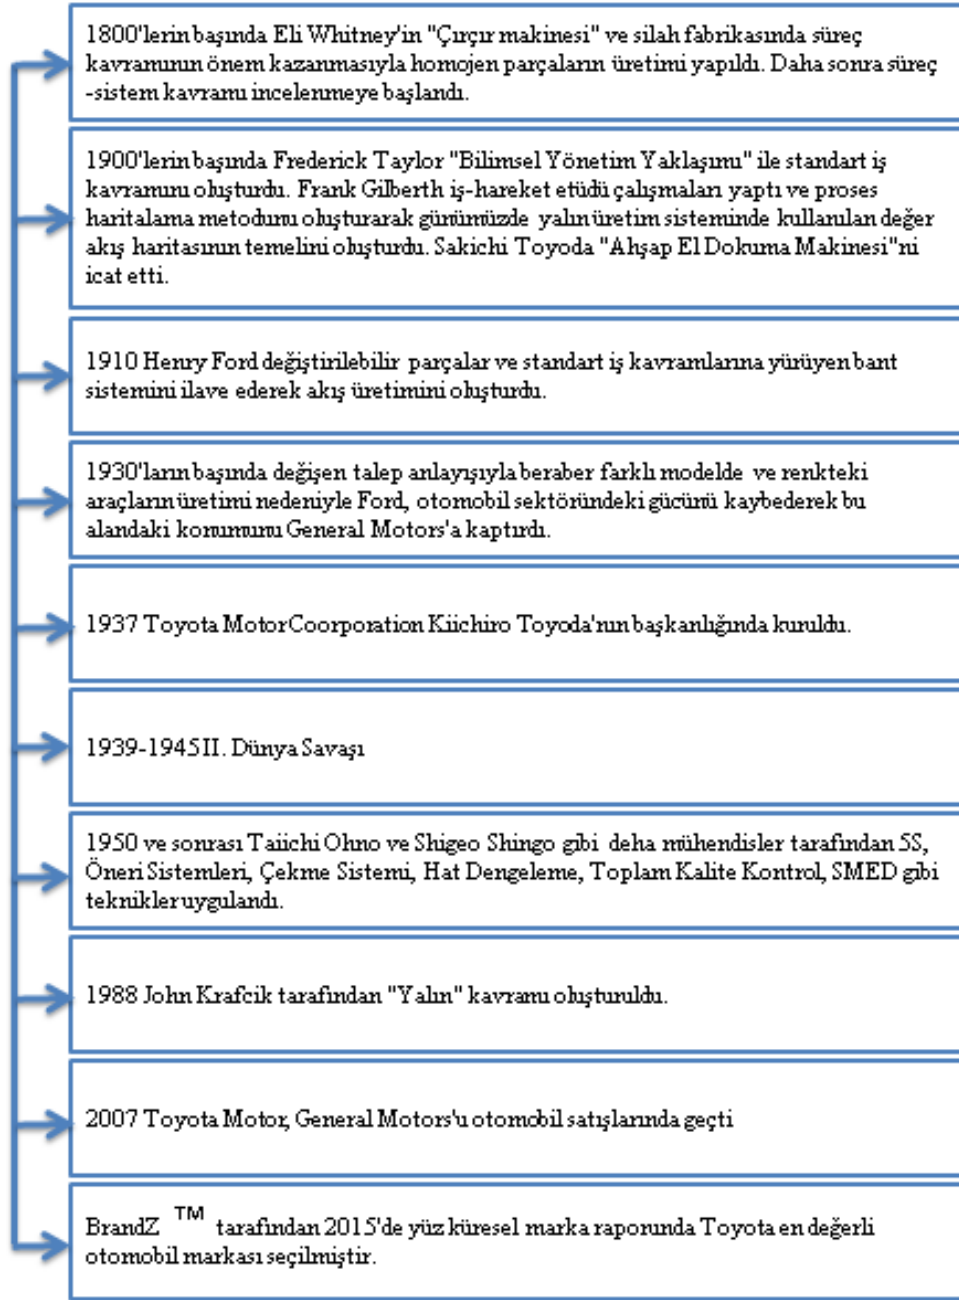 1800'lerin başında Eli Whitney'in "Çırçır makinesi" ve silah fabrikasında süreç
kavramının önem kazanmasıyla homojen parçaların üretimi yapıldı. Daha sonra süreç
-sistem kavramı incelenmeye başlandı.
1900'lerin başında Frederick Taylor "Bilimsel Yönetim Yaklaşımı" ile standart iş
kavramını oluşturdu. Frank Gilberth iş-hareket etüdü çalışmaları yaptı ve proses
haritalama metodunu oluşturarak günümüzde yalın üretim sisteminde kullanılan değer
akış haritasının temelini oluşturdu. Sakichi Toyoda "Ahşap El Dokuma Makinesi"ni
icat etti.
1910 Henry Ford değiştirilebilir parçalar ve standart iş kavramlarına yürüyen bant
sistemini ilave ederek akış üretimini oluşturdu.
1930'ların başında değişen talep anlayışıyla beraber farklı modelde ve renkteki
araçların üretimi nedeniyle Ford, otomobil sektöründeki gücünü kaybederek bu
alandaki konumunu General Motors'a kaptırdı.
1937 Toyota Motor Coorporation Kiichiro Toyoda'nın başkanlığında kuruldu.
1939-1945 II. Dünya Savaşı
1950 ve sonrası Taiichi Ohno ve Shigeo Shingo gibi deha mühendisler tarafından 5S,
Öneri Sistemleri, Çekme Sistemi, Hat Dengeleme, Toplam Kalite Kontrol, SMED gibi
teknikler uygulandı.
1988 John Krafcik tarafından "Yalın" kavramı oluşturuldu.
2007 Toyota Motor, General Motors'u otomobil satışlarında geçti
BrandZ ™ tarafından 2015'de yüz küresel marka raporunda Toyota en değerli
otomobil markası seçilmiştir.